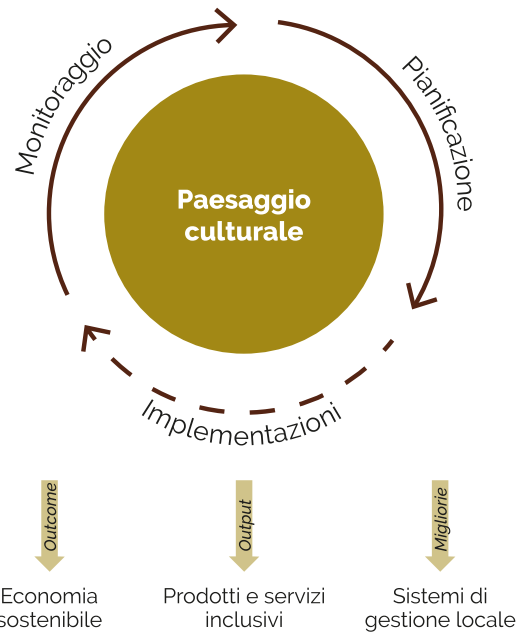 Monitoraggio
Pianificazione
Paesaggio
culturale
Implementazioni
Outcome
Output
Migliorie
Economia
sostenibile
Prodotti e servizi
inclusivi
Sistemi di
gestione locale